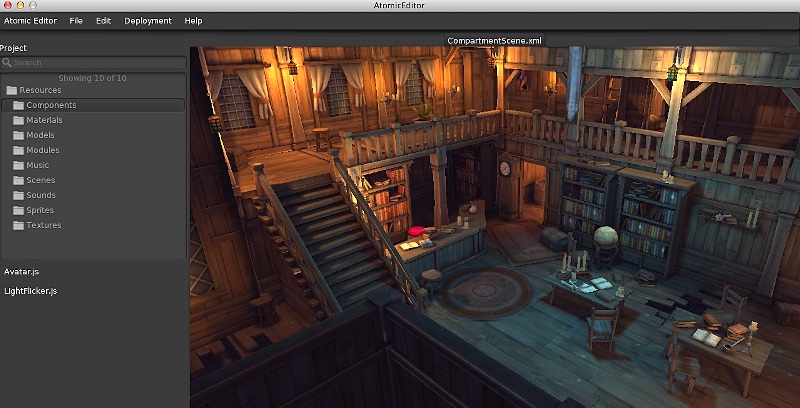 AtomicEditor
Atomic Editor File Edit Deployment Help
Project
CompartmentScene.xml
Search
Showing 10 of 10
Resources
Components
Materials
Models
Modules
Music
Scenes
Sounds
Sprites
Textures
Avatar.js
LightFlicker.js